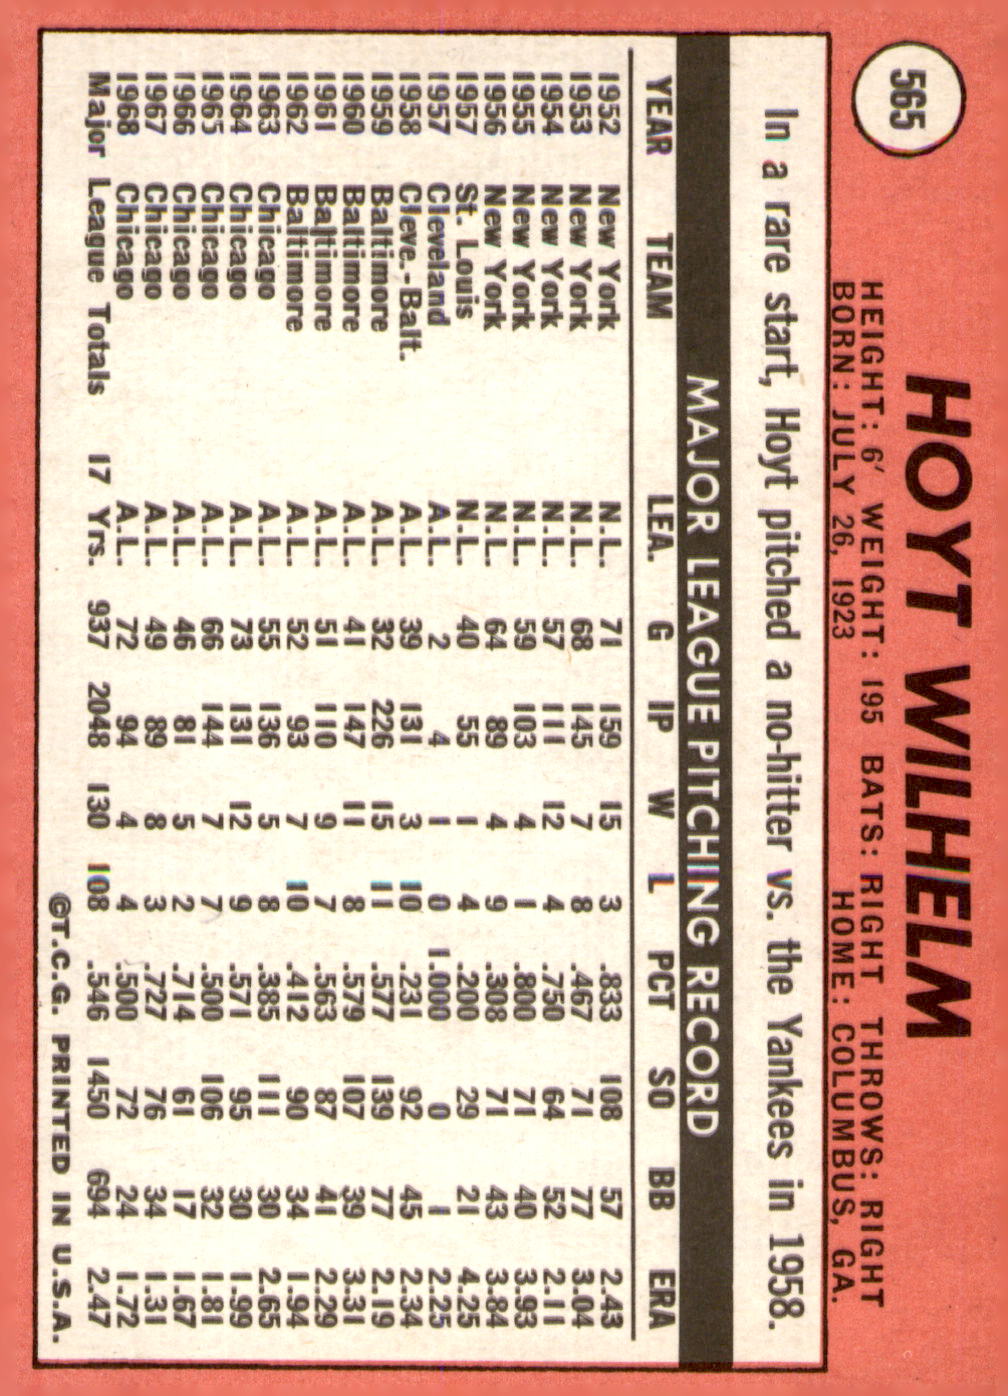 565
HOYT WILHELM
HEIGHT: 6' WEIGHT: 195 BATS: RIGHT THROWS: RIGHT
BORN: JULY 26, 1923 HOME: COLUMBUS, GA.
In a rare start, Hoyt pitched a no-hitter vs. the Yankees in 1958.
MAJOR LEAGUE PITCHING RECORD
YEAR TEAM LEA. G IP W L PCT SO BB ERA
1952 New York N.L. 71 159 15 3 .833 108 57 2.43
1953 New York N.L. 68 145 7 8 .467 71 77 3.04
1954 New York N.L. 57 111 12 4 .750 64 52 2.11
1955 New York N.L. 59 103 4 1 .800 71 40 3.93
1956 New York N.L. 64 89 4 9 .308 71 43 3.84
1957 St. Louis N.L. 40 55 1 4 .200 29 21 4.25
1957 Cleveland A.L. 2 4 1 0 1.000 0 1 2.25
1958 Cleve.-Balt. A.L. 39 131 3 10 .231 92 45 2.34
1959 Baltimore A.L. 32 226 15 11 .577 139 77 2.19
1960 Baltimore A.L. 41 147 11 8 .579 107 39 3.31
1961 Baltimore A.L. 51 110 9 7 .563 87 41 2.29
1962 Baltimore A.L. 52 93 7 10 .412 90 34 1.94
1963 Chicago A.L. 55 136 5 8 .385 111 30 2.65
1964 Chicago A.L. 73 131 12 9 .571 95 30 1.99
1965 Chicago A.L. 66 144 7 7 .500 106 32 1.81
1966 Chicago A.L. 46 81 5 2 .714 61 17 1.67
1967 Chicago A.L. 49 89 8 3 .727 76 34 1.31
1968 Chicago A.L. 72 94 4 4 .500 72 24 1.72
Major League Totals 17 Yrs. 937 2048 130 108 .546 1450 694 2.47
©T.C.G. PRINTED IN U.S.A.